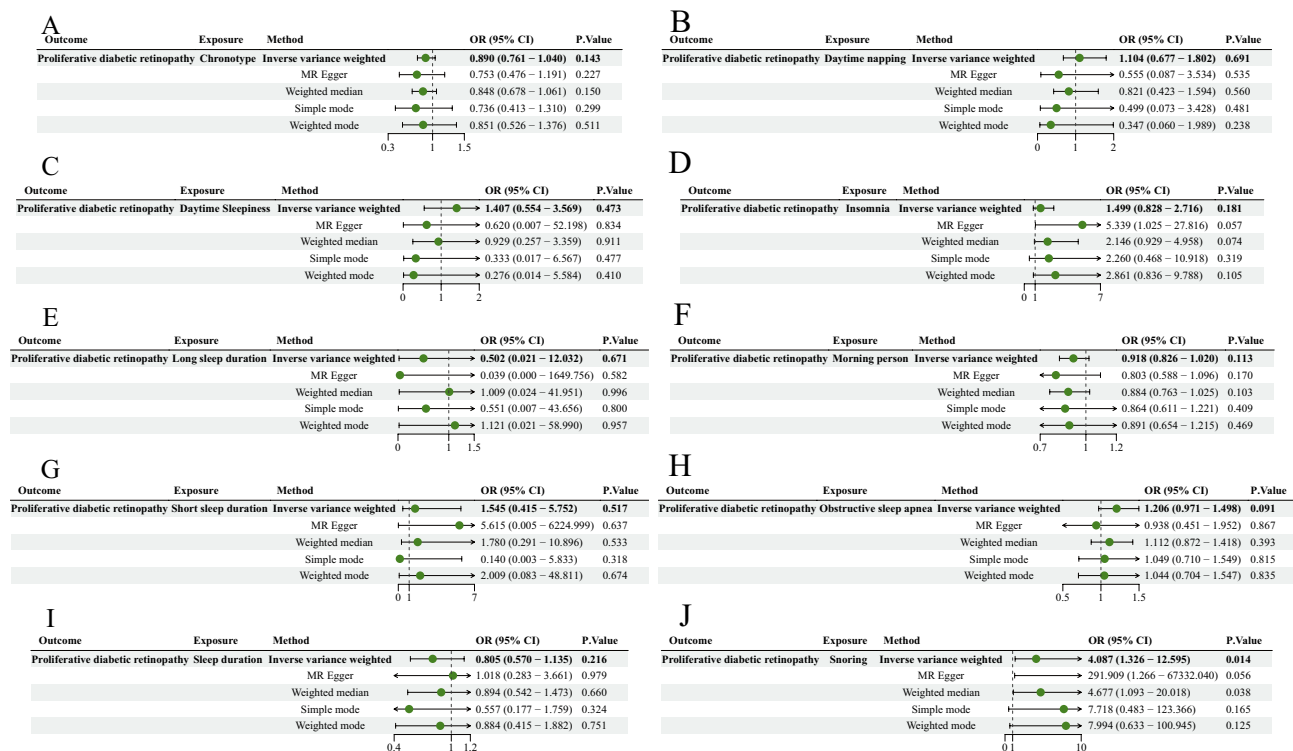 A
Outcome Exposure Method OR (95% CI) P.Value
Proliferative diabetic retinopathy Chronotype Inverse variance weighted 0.890 (0.761 − 1.040) 0.143
MR Egger 0.753 (0.476 − 1.191) 0.227
Weighted median 0.848 (0.678 − 1.061) 0.150
Simple mode 0.736 (0.413 − 1.310) 0.299
Weighted mode 0.851 (0.526 − 1.376) 0.511
0.3 1 1.5
B
Outcome Exposure Method OR (95% CI) P.Value
Proliferative diabetic retinopathy Daytime napping Inverse variance weighted 1.104 (0.677 − 1.802) 0.691
MR Egger 0.555 (0.087 − 3.534) 0.535
Weighted median 0.821 (0.423 − 1.594) 0.560
Simple mode 0.499 (0.073 − 3.428) 0.481
Weighted mode 0.347 (0.060 − 1.989) 0.238
0 1 2
C
Outcome Exposure Method OR (95% CI) P.Value
Proliferative diabetic retinopathy Daytime Sleepiness Inverse variance weighted 1.407 (0.554 − 3.569) 0.473
MR Egger 0.620 (0.007 − 52.198) 0.834
Weighted median 0.929 (0.257 − 3.359) 0.911
Simple mode 0.333 (0.017 − 6.567) 0.477
Weighted mode 0.276 (0.014 − 5.584) 0.410
0 1 2
D
Outcome Exposure Method OR (95% CI) P.Value
Proliferative diabetic retinopathy Insomnia Inverse variance weighted 1.499 (0.828 − 2.716) 0.181
MR Egger 5.339 (1.025 − 27.816) 0.057
Weighted median 2.146 (0.929 − 4.958) 0.074
Simple mode 2.260 (0.468 − 10.918) 0.319
Weighted mode 2.861 (0.836 − 9.788) 0.105
0 1 7
E
Outcome Exposure Method OR (95% CI) P.Value
Proliferative diabetic retinopathy Long sleep duration Inverse variance weighted 0.502 (0.021 − 12.032) 0.671
MR Egger 0.039 (0.000 − 1649.756) 0.582
Weighted median 1.009 (0.024 − 41.951) 0.996
Simple mode 0.551 (0.007 − 43.656) 0.800
Weighted mode 1.121 (0.021 − 58.990) 0.957
0 1 1.5
F
Outcome Exposure Method OR (95% CI) P.Value
Proliferative diabetic retinopathy Morning person Inverse variance weighted 0.918 (0.826 − 1.020) 0.113
MR Egger 0.803 (0.588 − 1.096) 0.170
Weighted median 0.884 (0.763 − 1.025) 0.103
Simple mode 0.864 (0.611 − 1.221) 0.409
Weighted mode 0.891 (0.654 − 1.215) 0.469
0.7 1 1.2
G
Outcome Exposure Method OR (95% CI) P.Value
Proliferative diabetic retinopathy Short sleep duration Inverse variance weighted 1.545 (0.415 − 5.752) 0.517
MR Egger 5.615 (0.005 − 6224.999) 0.637
Weighted median 1.780 (0.291 − 10.896) 0.533
Simple mode 0.140 (0.003 − 5.833) 0.318
Weighted mode 2.009 (0.083 − 48.811) 0.674
0 1 7
H
Outcome Exposure Method OR (95% CI) P.Value
Proliferative diabetic retinopathy Obstructive sleep apnea Inverse variance weighted 1.206 (0.971 − 1.498) 0.091
MR Egger 0.938 (0.451 − 1.952) 0.867
Weighted median 1.112 (0.872 − 1.418) 0.393
Simple mode 1.049 (0.710 − 1.549) 0.815
Weighted mode 1.044 (0.704 − 1.547) 0.835
0.5 1 1.5
I
Outcome Exposure Method OR (95% CI) P.Value
Proliferative diabetic retinopathy Sleep duration Inverse variance weighted 0.805 (0.570 − 1.135) 0.216
MR Egger 1.018 (0.283 − 3.661) 0.979
Weighted median 0.894 (0.542 − 1.473) 0.660
Simple mode 0.557 (0.177 − 1.759) 0.324
Weighted mode 0.884 (0.415 − 1.882) 0.751
0.4 1 1.2
J
Outcome Exposure Method OR (95% CI) P.Value
Proliferative diabetic retinopathy Snoring Inverse variance weighted 4.087 (1.326 − 12.595) 0.014
MR Egger 291.909 (1.266 − 67332.040) 0.056
Weighted median 4.677 (1.093 − 20.018) 0.038
Simple mode 7.718 (0.483 − 123.366) 0.165
Weighted mode 7.994 (0.633 − 100.945) 0.125
0 1 10